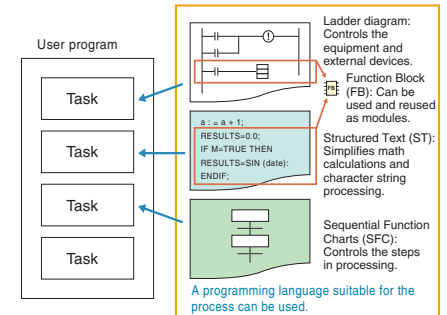 User program
Task
Task
Task
Task
Ladder diagram:
Controls the
equipment and
external devices.
FB
Function Block
(FB): Can be
used and reused
as modules.
a : = a + 1;
RESULTS=0.0;
IF M=TRUE THEN
RESULTS=SIN (date):
ENDIF;
Structured Text (ST):
Simplifies math
calculations and
character string
processing.
Sequential Function
Charts (SFC):
Controls the steps
in processing.
A programming language suitable for the
process can be used.